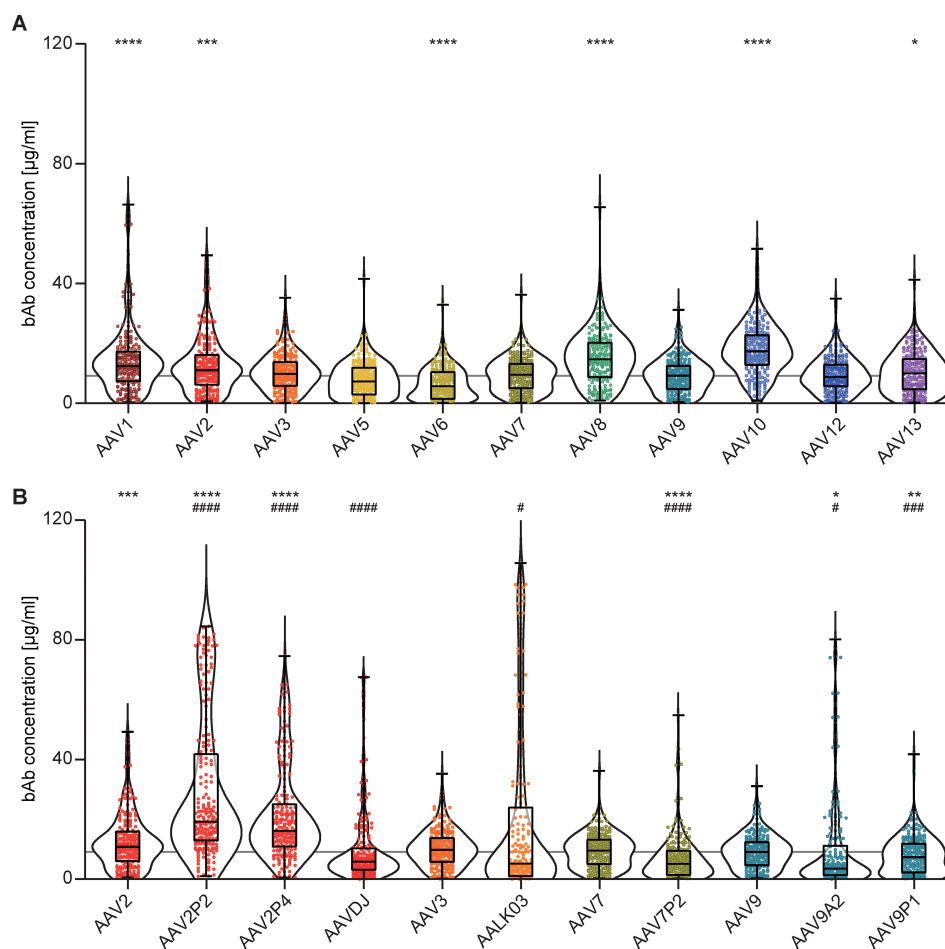 A
120
80
40
0
bAb concentration [µg/ml]
**** *** **** **** **** *
AAV1 AAV2 AAV3 AAV5 AAV6 AAV7 AAV8 AAV9 AAV10 AAV12 AAV13
B
120
80
40
0
bAb concentration [µg/ml]
*** **** **** **** * **
#### #### #### # #### # ###
AAV2 AAV2P2 AAV2P4 AAVDJ AAV3 AALK03 AAV7 AAV7P2 AAV9 AAV9A2 AAV9P1